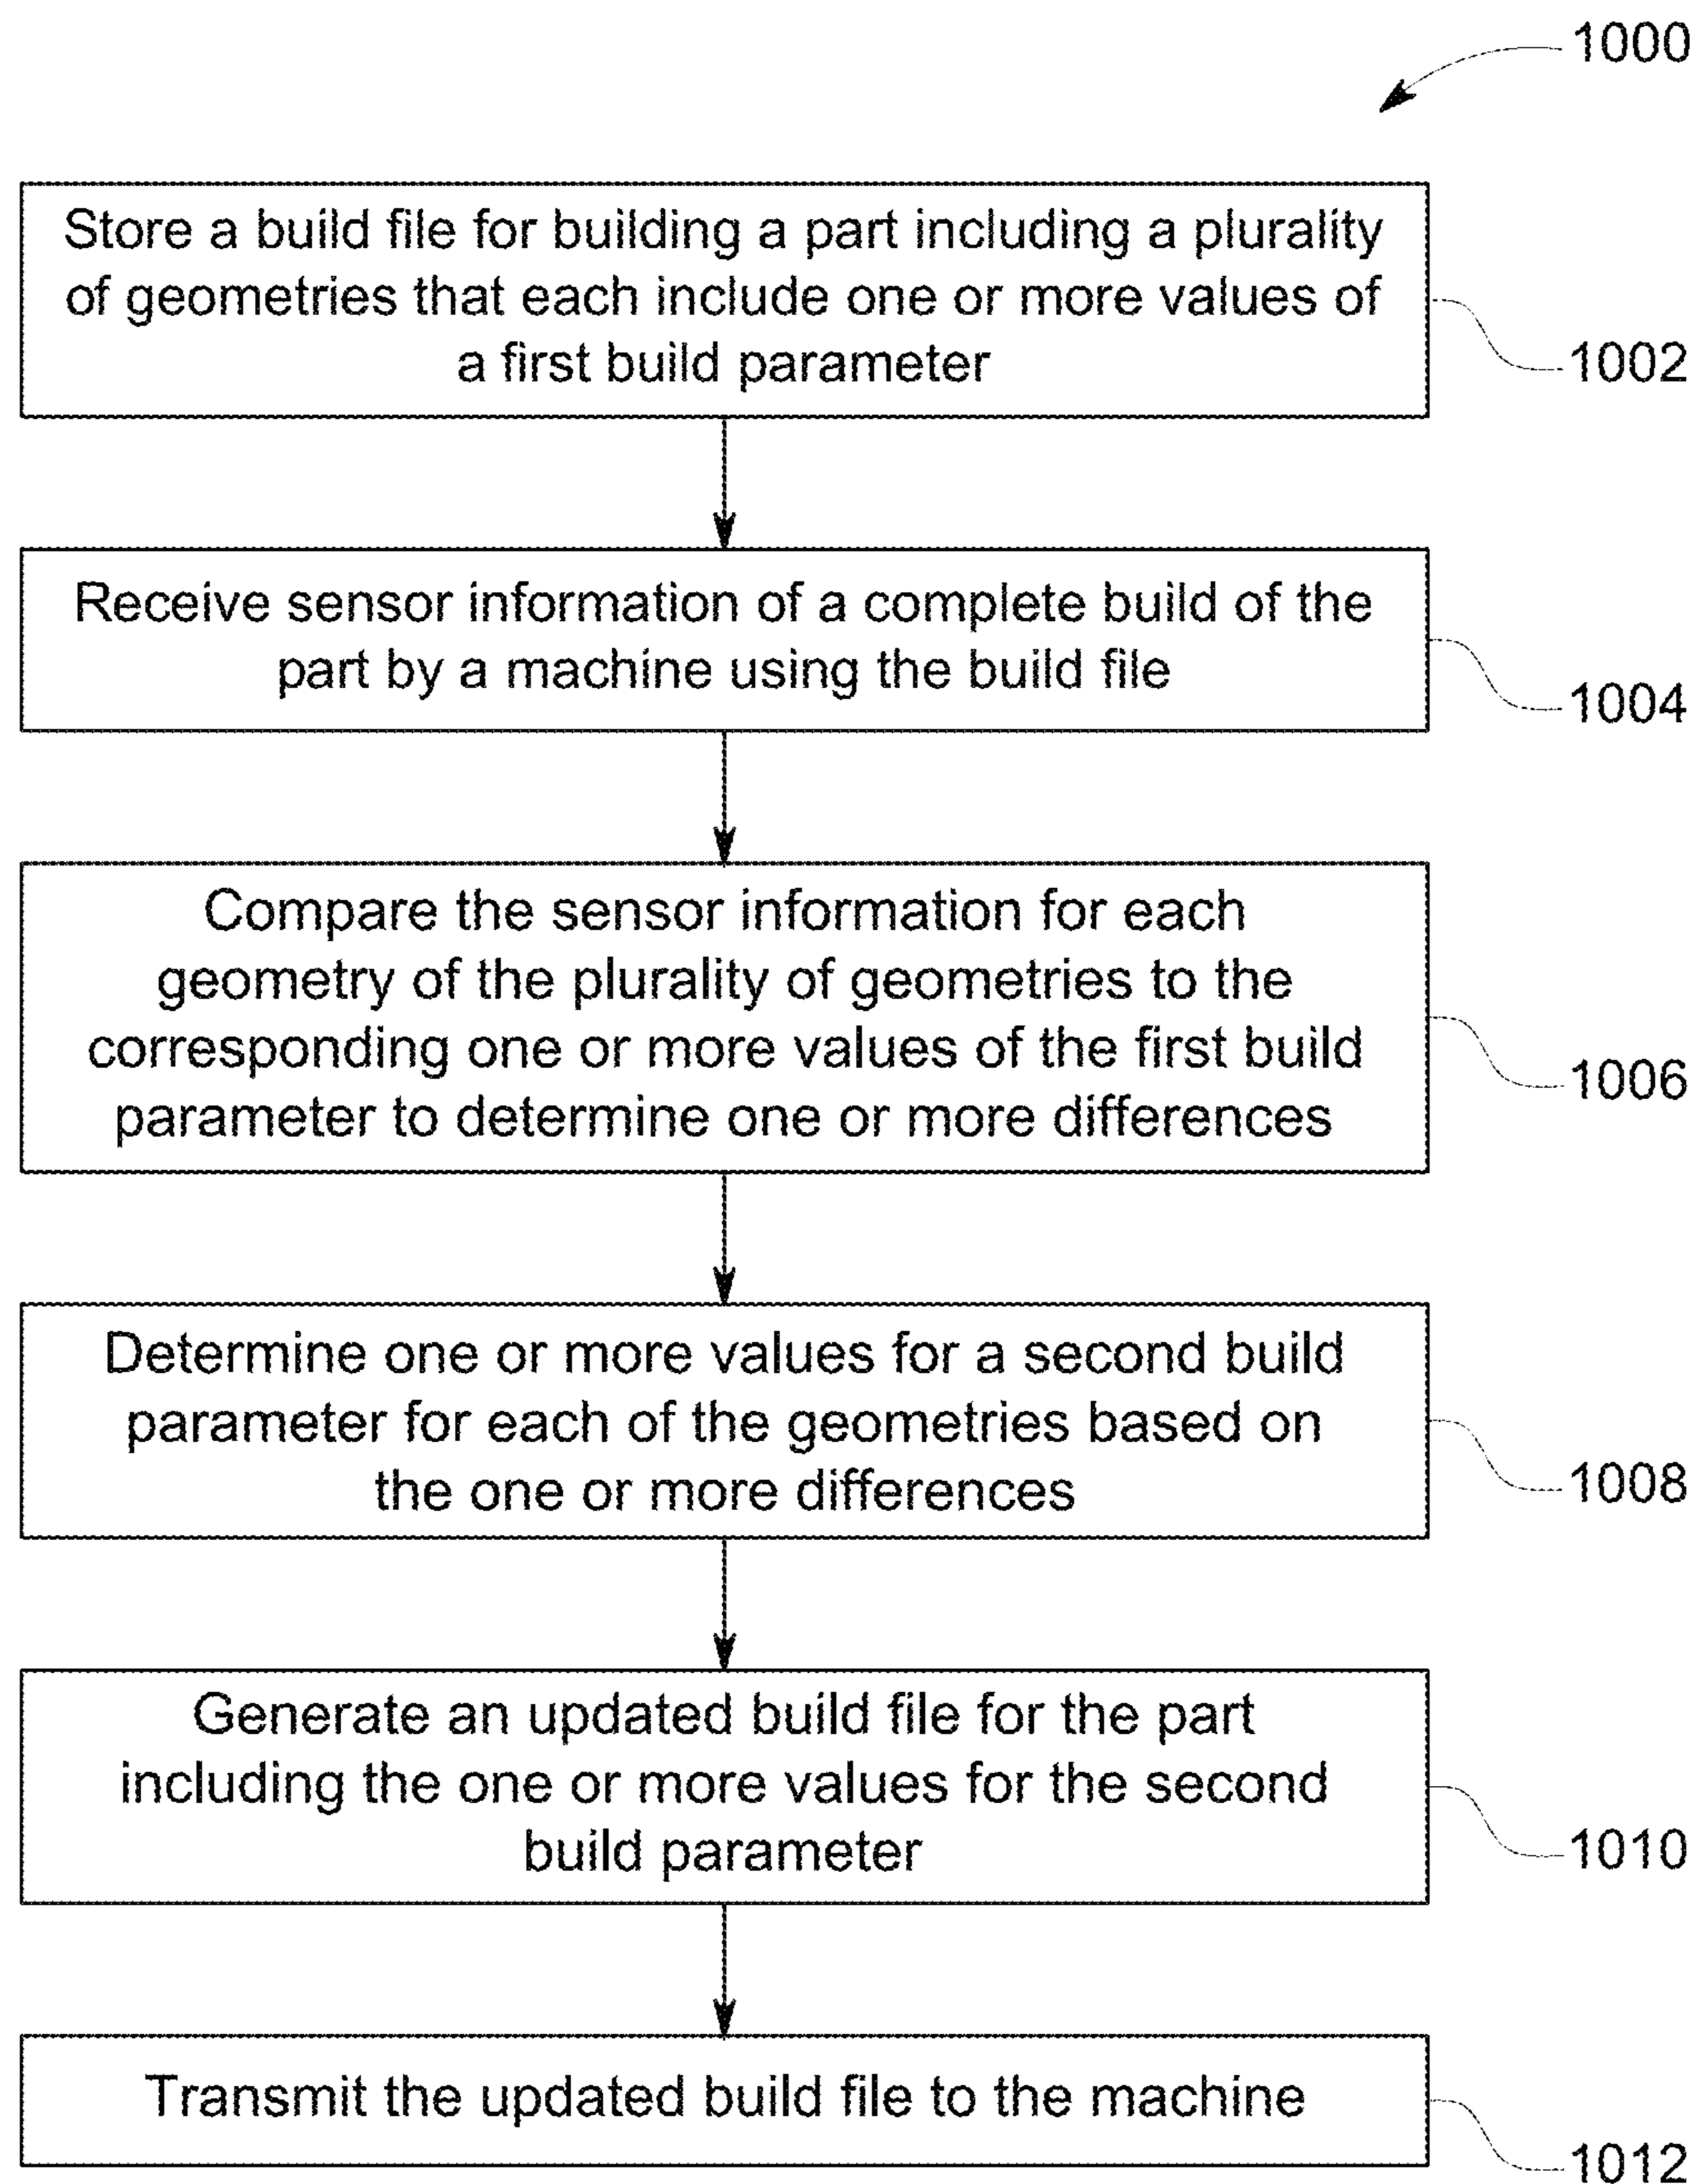 1000
Store a build file for building a part including a plurality
of geometries that each include one or more values of
a first build parameter
1002
Receive sensor information of a complete build of the
part by a machine using the build file
1004
Compare the sensor information for each
geometry of the plurality of geometries to the
corresponding one or more values of the first build
parameter to determine one or more differences
1006
Determine one or more values for a second build
parameter for each of the geometries based on
the one or more differences
1008
Generate an updated build file for the part
including the one or more values for the second
build parameter
1010
Transmit the updated build file to the machine
1012